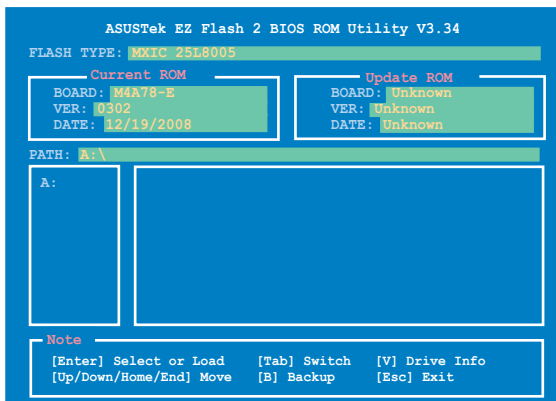 ASUSTek EZ Flash 2 BIOS ROM Utility V3.34
FLASH TYPE: MXIC 25L8005
Current ROM
BOARD: M4A78-E
VER: 0302
DATE: 12/19/2008
Update ROM
BOARD: Unknown
VER: Unknown
DATE: Unknown
PATH: A:\
A:
Note
[Enter] Select or Load [Tab] Switch [V] Drive Info
[Up/Down/Home/End] Move [B] Backup [Esc] Exit